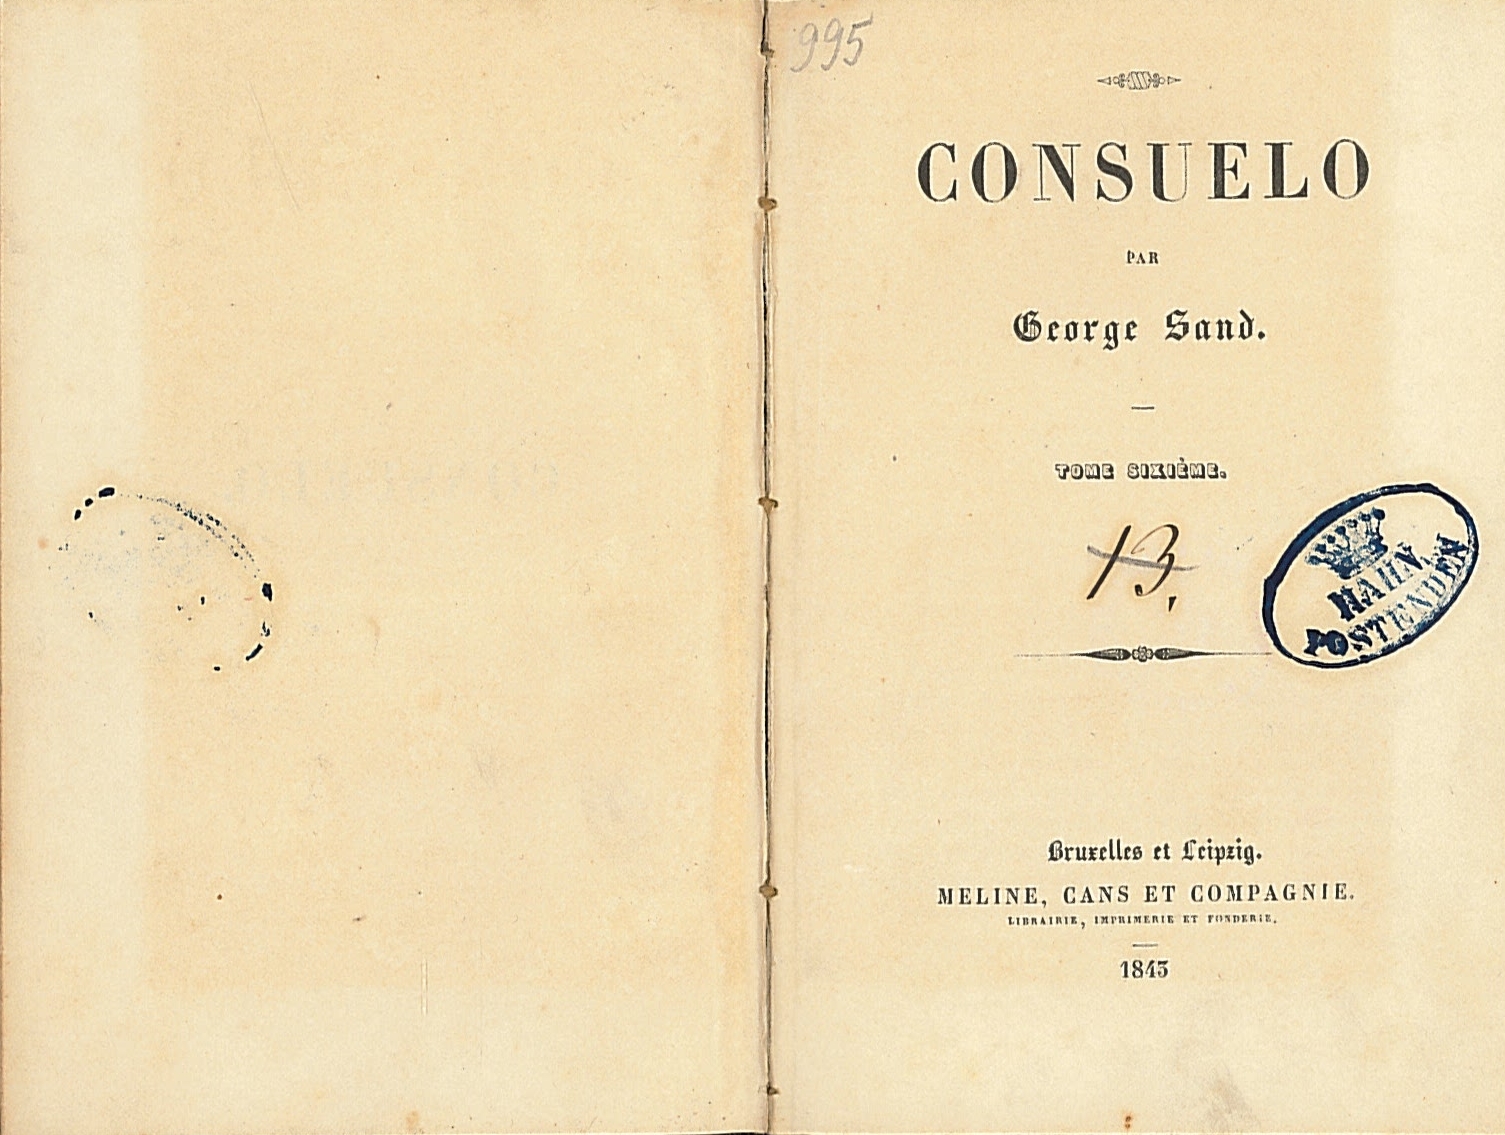 995
CONSUELO
PAR
George Sand.
TOME SIXIÈME.
13,
HAHN,
POSTENDEN
Bruxelles et Leipzig.
MELINE, CANS ET COMPAGNIE.
LIBRAIRIE, IMPRIMERIE ET FONDERIE.
1843